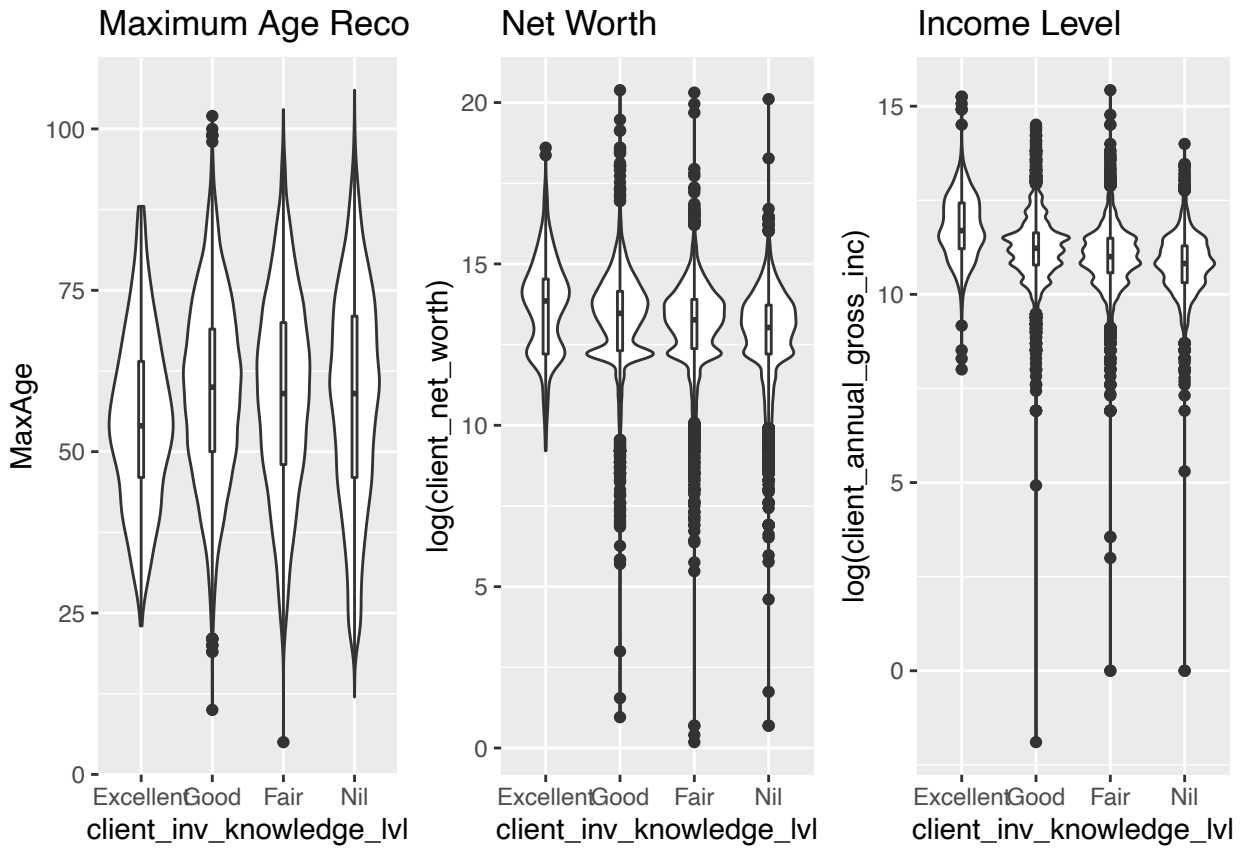 Maximum Age Reco
Net Worth
Income Level
MaxAge
100
75
50
25
0
Excellent
Good
Fair
Nil
client_inv_knowledge_lvl
log(client_net_worth)
20
15
10
5
0
Excellent
Good
Fair
Nil
client_inv_knowledge_lvl
log(client_annual_gross_inc)
15
10
5
0
Excellent
Good
Fair
Nil
client_inv_knowledge_lvl